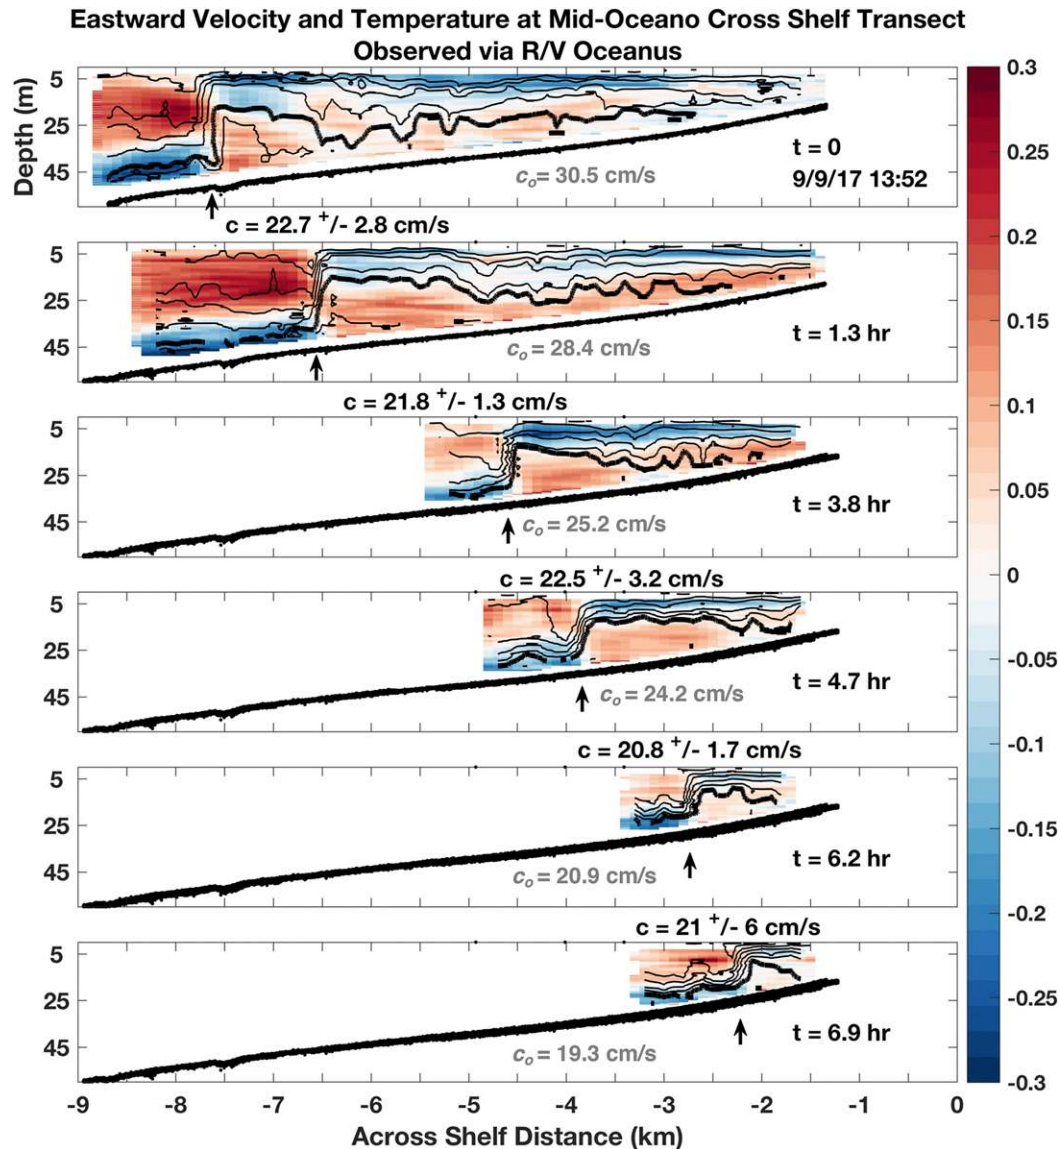 Eastward Velocity and Temperature at Mid-Oceano Cross Shelf Transect
Observed via R/V Oceanus
Depth (m)
5
25
45
t = 0
9/9/17 13:52
c₀ = 30.5 cm/s
c = 22.7 +/- 2.8 cm/s
5
25
45
t = 1.3 hr
c₀ = 28.4 cm/s
c = 21.8 +/- 1.3 cm/s
5
25
45
t = 3.8 hr
c₀ = 25.2 cm/s
c = 22.5 +/- 3.2 cm/s
5
25
45
t = 4.7 hr
c₀ = 24.2 cm/s
c = 20.8 +/- 1.7 cm/s
5
25
45
t = 6.2 hr
c₀ = 20.9 cm/s
c = 21 +/- 6 cm/s
5
25
45
t = 6.9 hr
c₀ = 19.3 cm/s
-9 -8 -7 -6 -5 -4 -3 -2 -1 0
Across Shelf Distance (km)
0.3
0.25
0.2
0.15
0.1
0.05
0
-0.05
-0.1
-0.15
-0.2
-0.25
-0.3